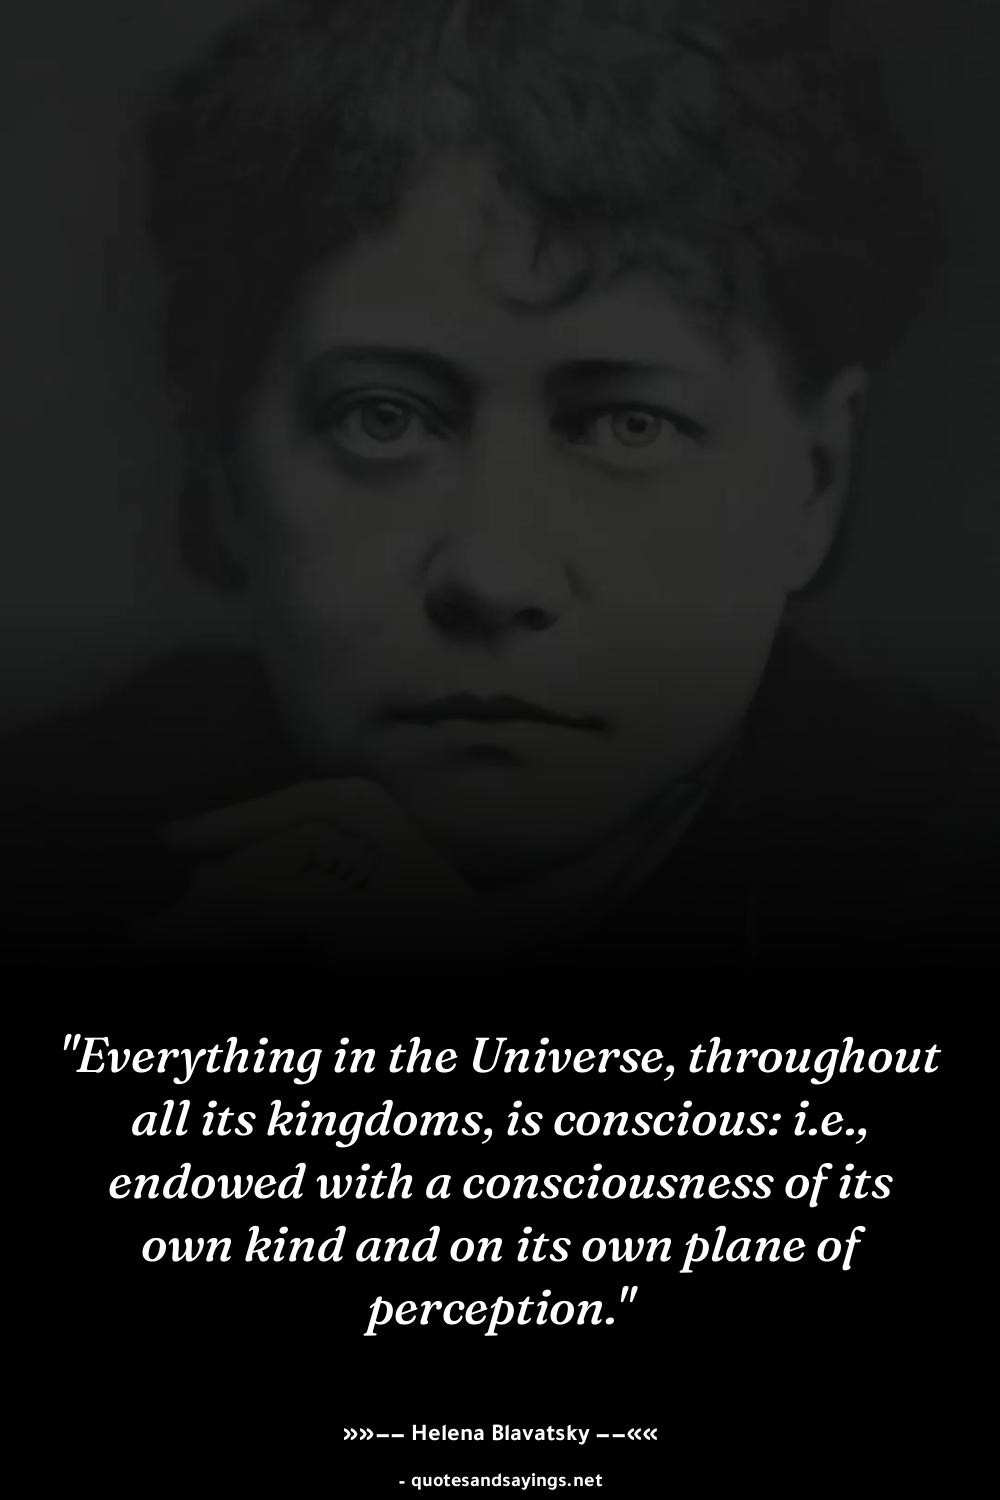 "Everything in the Universe, throughout
all its kingdoms, is conscious: i.e.,
endowed with a consciousness of its
own kind and on its own plane of
perception."
»»–– Helena Blavatsky ––««
- quotesandsayings.net